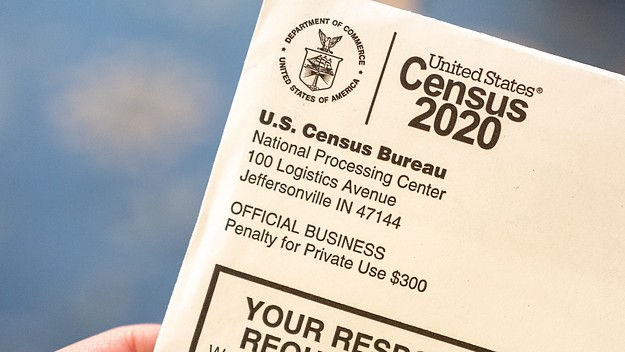 DEPARTMENT OF COMMERCE
UNITED STATES OF AMERICA
United States®
Census
2020
U.S. Census Bureau
National Processing Center
100 Logistics Avenue
Jeffersonville IN 47144
OFFICIAL BUSINESS
Penalty for Private Use $300
YOUR